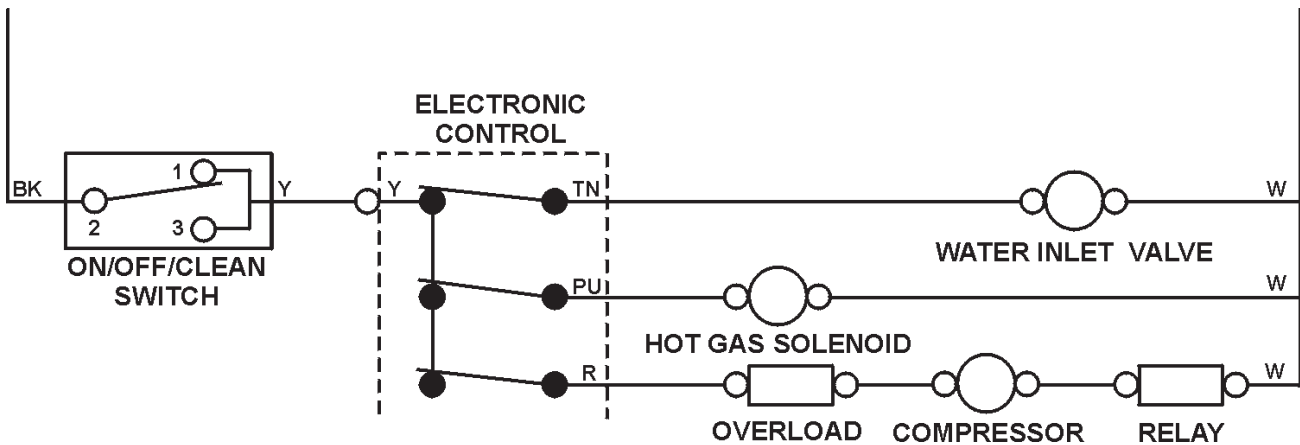 ELECTRONIC
CONTROL
BK
1
2
3
Y
Y
TN
W
ON/OFF/CLEAN
SWITCH
WATER INLET VALVE
PU
W
HOT GAS SOLENOID
R
W
OVERLOAD
COMPRESSOR
RELAY